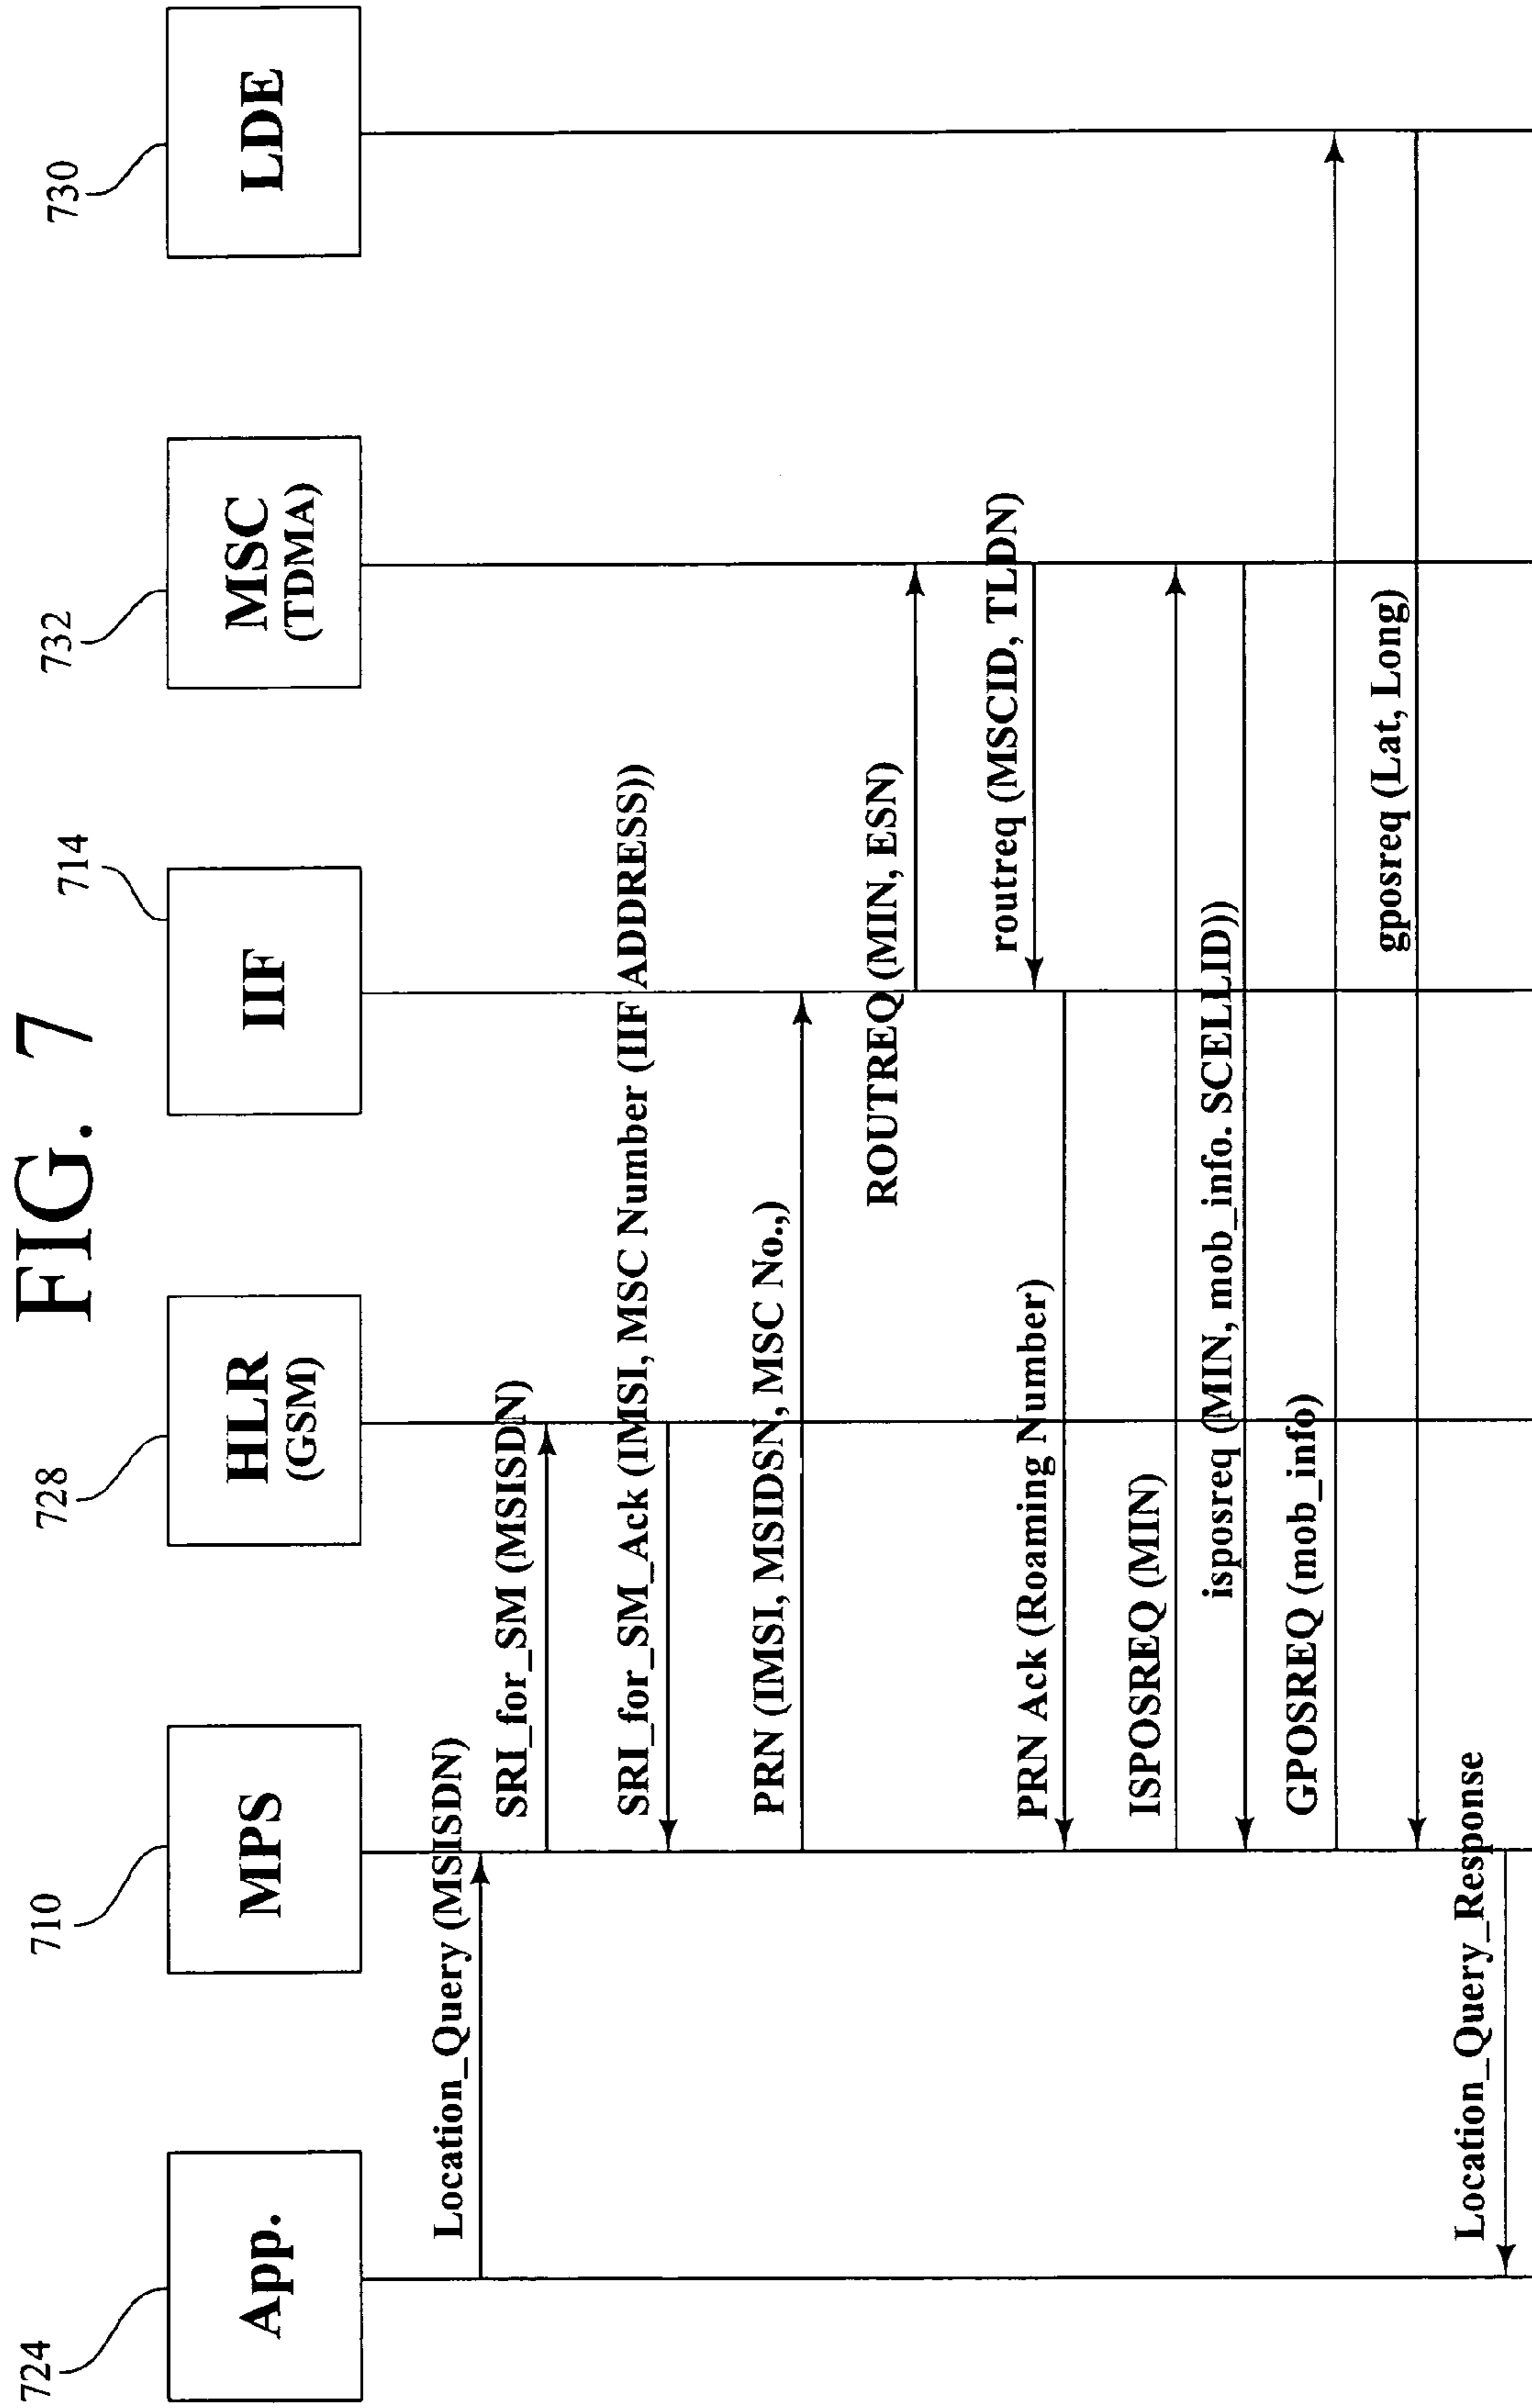 FIG. 7
724
710
728
714
732
730
App.
MPS
HLR
(GSM)
IIF
MSC
(TDMA)
LDE
Location_Query (MSISDN)
SRI_for_SM (MSISDN)
SRI_for_SM_Ack (IMSI, MSC Number (IIF ADDRESS))
PRN (IMSI, MSIDSN, MSC No.,)
ROUTREQ (MIN, ESN)
routreq (MSCID, TLDN)
PRN Ack (Roaming Number)
ISPOSREQ (MIN)
isposreq (MIN, mob_info. SCELLID))
GPOSREQ (mob_info)
gposreq (Lat, Long)
Location_Query_Response